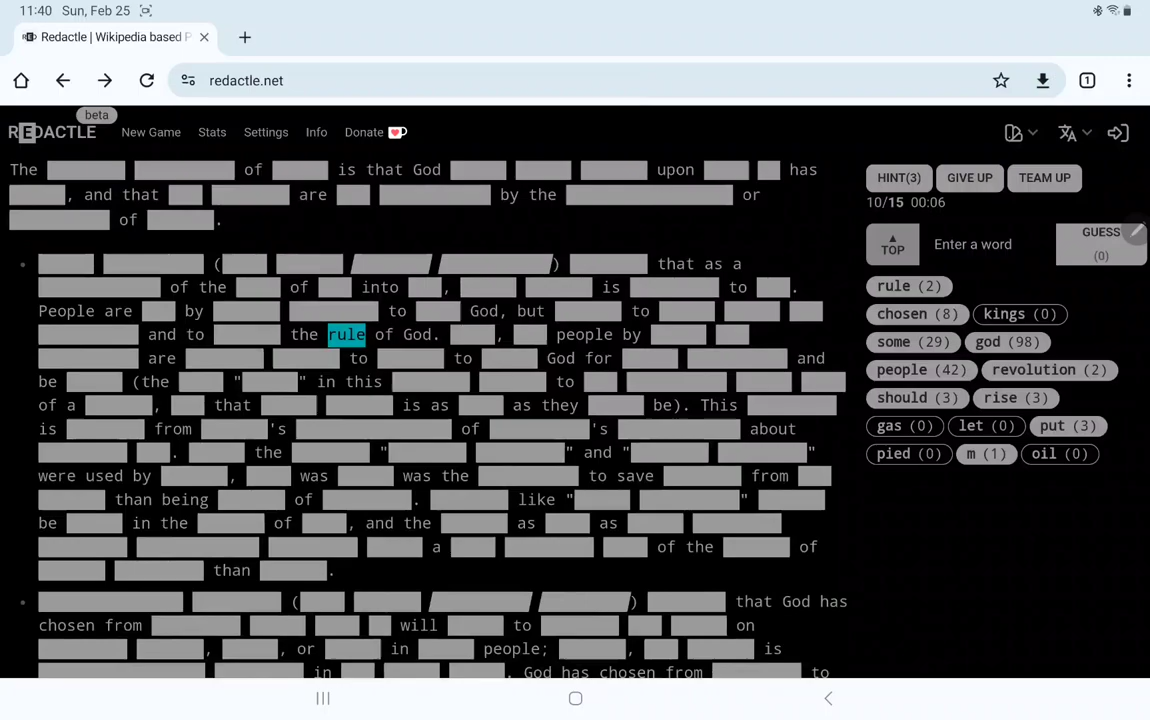 11:40 Sun, Feb 25
Redactle | Wikipedia based P
redactle.net
beta
REDACTLE New Game Stats Settings Info Donate
The of is that God upon has
, and that are by the or
of .
HINT(3) GIVE UP TEAM UP
10/15 00:06
▲ TOP Enter a word GUESS (0)
rule (2)
chosen (8) kings (0)
some (29) god (98)
people (42) revolution (2)
should (3) rise (3)
gas (0) let (0) put (3)
pied (0) m (1) oil (0)
( / ) that as a
of the of into , is to .
People are by to God, but to
and to the rule of God. , people by
are to to God for and
be (the " " in this to
of a , that is as as they be). This
is from 's of 's about
. the " " and " "
were used by , was was the to save from
than being of . like " "
be in the of , and the as as
a of the of
than .
( / ) that God has
chosen from will to on
, , or in people; , is
in . God has chosen from to